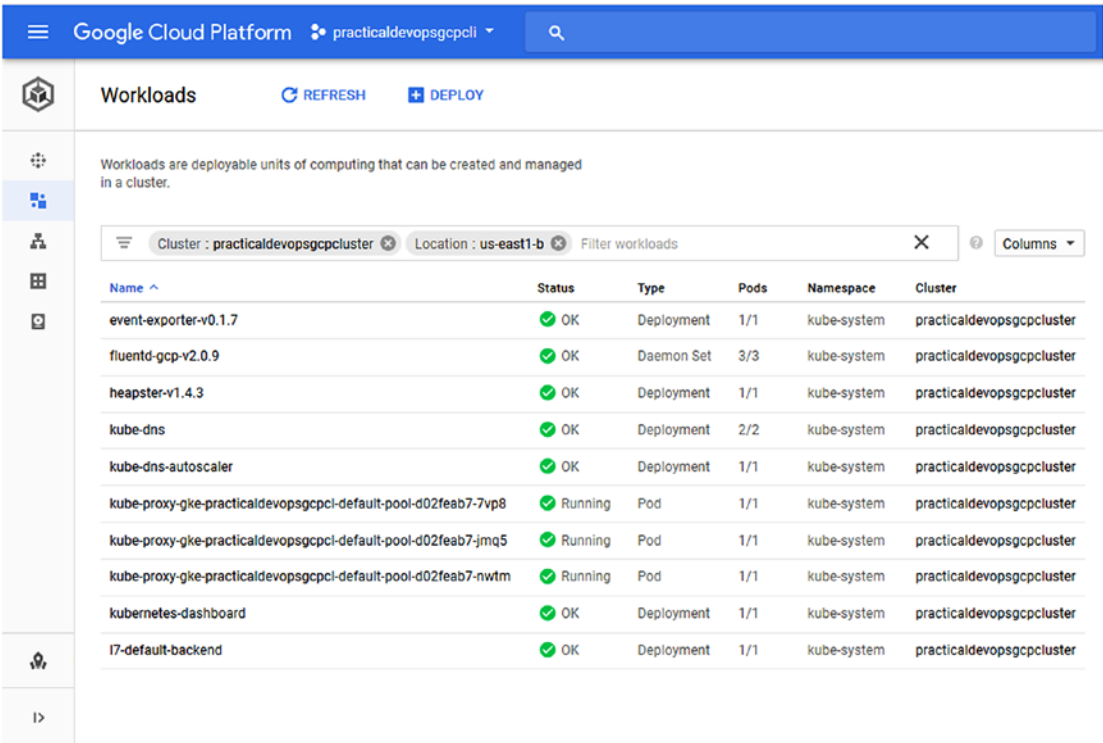 Google Cloud Platform practicaldevopsgcpcli
Workloads REFRESH DEPLOY
Workloads are deployable units of computing that can be created and managed
in a cluster.
Cluster : practicaldevopsgcpcluster Location : us-east1-b Filter workloads Columns
Name Status Type Pods Namespace Cluster
event-exporter-v0.1.7 OK Deployment 1/1 kube-system practicaldevopsgcpcluster
fluentd-gcp-v2.0.9 OK Daemon Set 3/3 kube-system practicaldevopsgcpcluster
heapster-v1.4.3 OK Deployment 1/1 kube-system practicaldevopsgcpcluster
kube-dns OK Deployment 2/2 kube-system practicaldevopsgcpcluster
kube-dns-autoscaler OK Deployment 1/1 kube-system practicaldevopsgcpcluster
kube-proxy-gke-practicaldevopsgcpcl-default-pool-d02feab7-7vp8 Running Pod 1/1 kube-system practicaldevopsgcpcluster
kube-proxy-gke-practicaldevopsgcpcl-default-pool-d02feab7-jmq5 Running Pod 1/1 kube-system practicaldevopsgcpcluster
kube-proxy-gke-practicaldevopsgcpcl-default-pool-d02feab7-nwtm Running Pod 1/1 kube-system practicaldevopsgcpcluster
kubernetes-dashboard OK Deployment 1/1 kube-system practicaldevopsgcpcluster
l7-default-backend OK Deployment 1/1 kube-system practicaldevopsgcpcluster